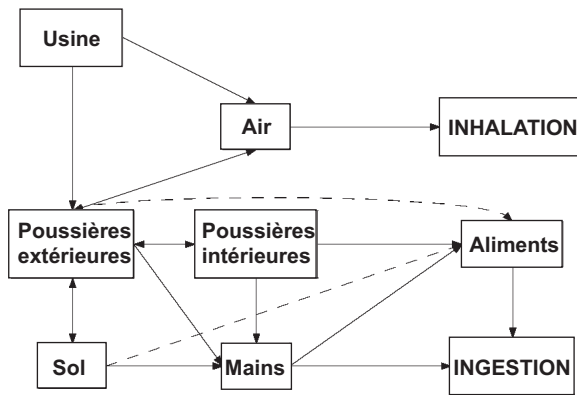 Usine
Air
INHALATION
Poussières
extérieures
Poussières
intérieures
Aliments
Sol
Mains
INGESTION